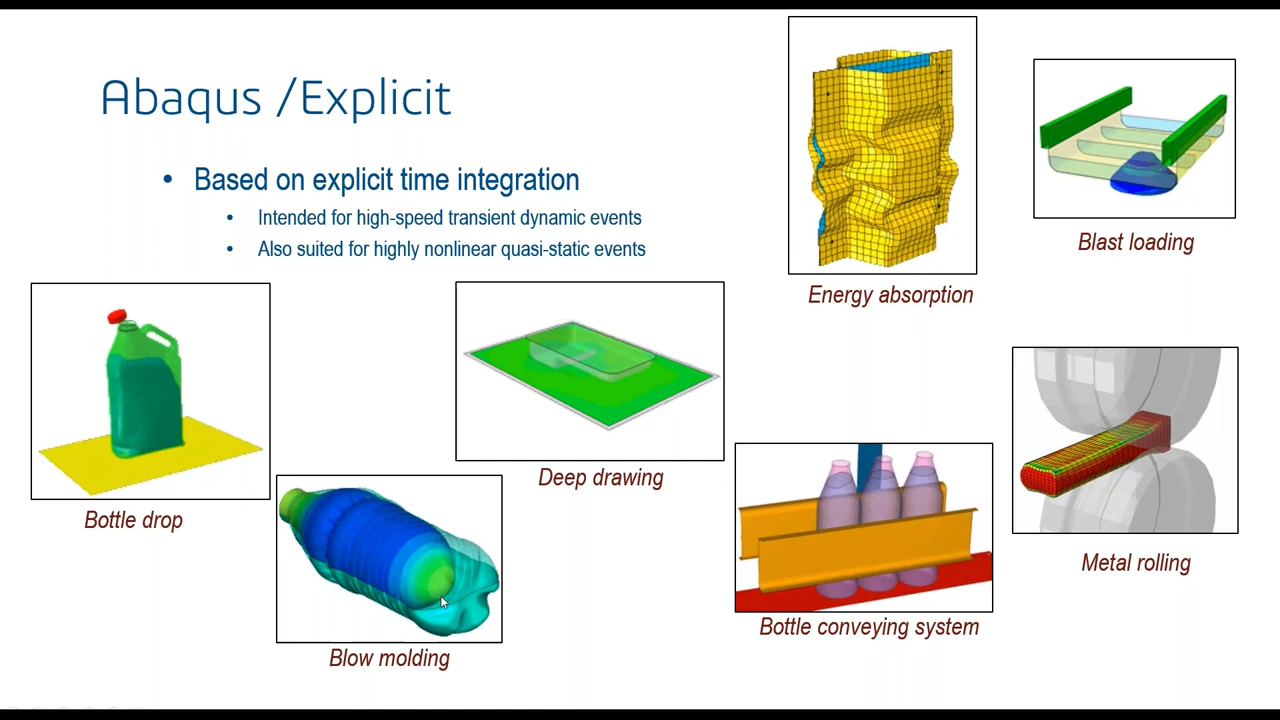 Abaqus /Explicit
• Based on explicit time integration
• Intended for high-speed transient dynamic events
• Also suited for highly nonlinear quasi-static events
Energy absorption
Blast loading
Bottle drop
Deep drawing
Blow molding
Bottle conveying system
Metal rolling